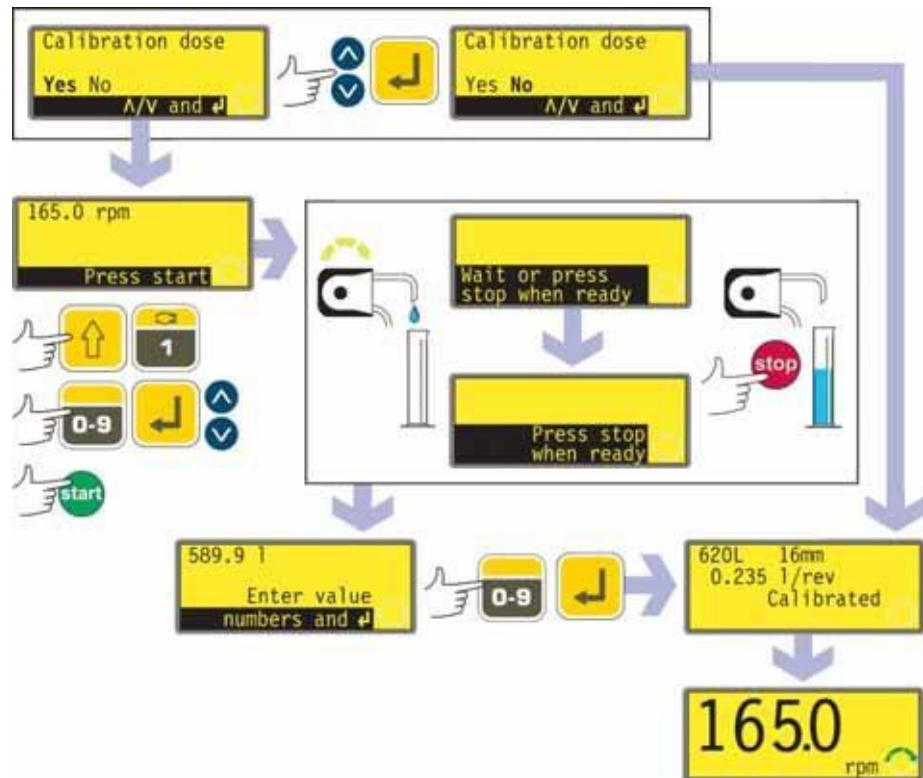 Calibration dose
Yes No
∧/∨ and ↵
Calibration dose
Yes No
∧/∨ and ↵
165.0 rpm
Press start
1
0-9
start
Wait or press
stop when ready
stop
Press stop
when ready
589.9 l
Enter value
numbers and ↵
0-9
620L 16mm
0.235 l/rev
Calibrated
165.0
rpm